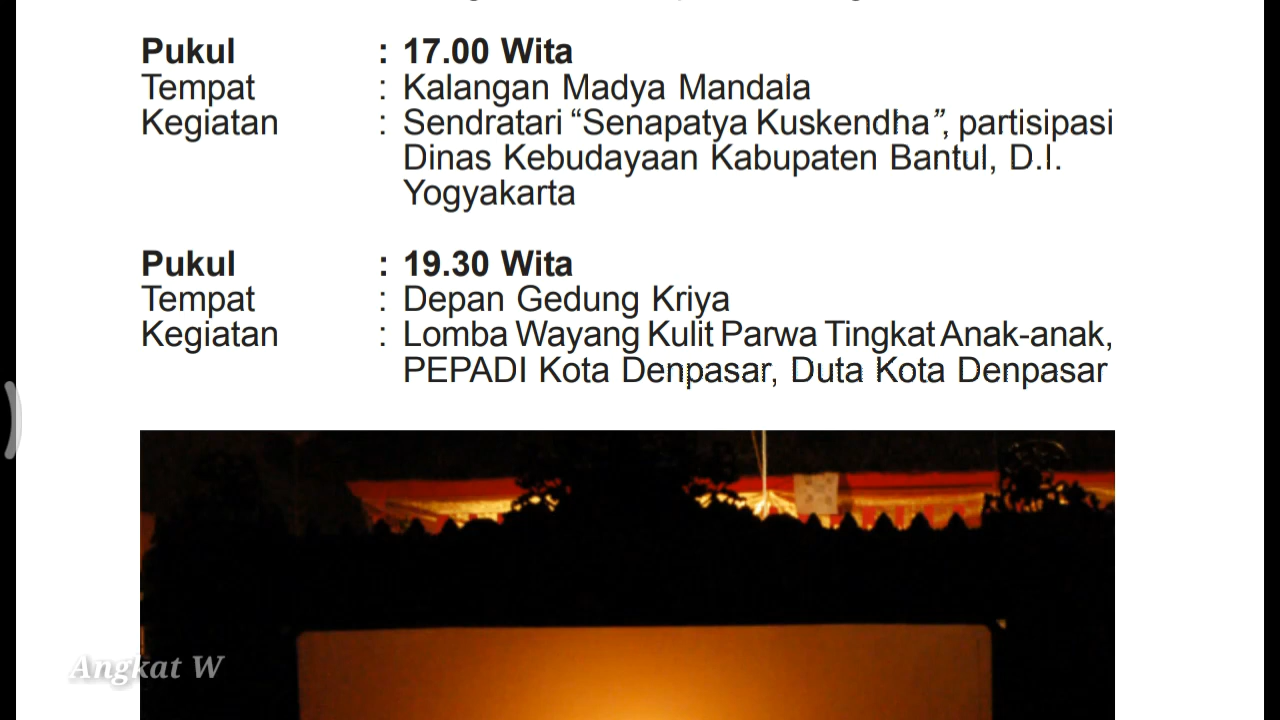 Pukul : 17.00 Wita
Tempat : Kalangan Madya Mandala
Kegiatan : Sendratari “Senapatya Kuskendha”, partisipasi
Dinas Kebudayaan Kabupaten Bantul, D.I.
Yogyakarta
Pukul : 19.30 Wita
Tempat : Depan Gedung Kriya
Kegiatan : Lomba Wayang Kulit Parwa Tingkat Anak-anak,
PEPADI Kota Denpasar, Duta Kota Denpasar
Angkat W